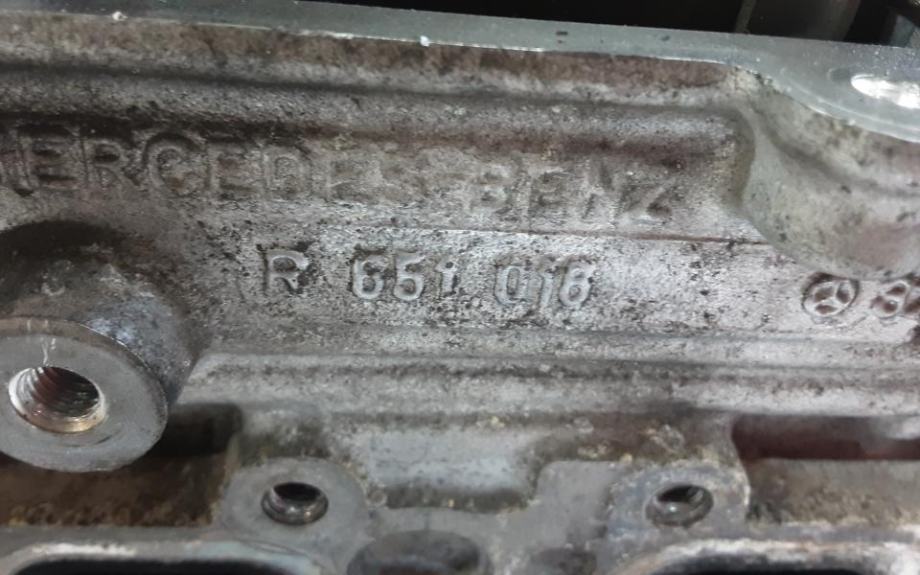 MERCEDES-BENZ
R 651 016